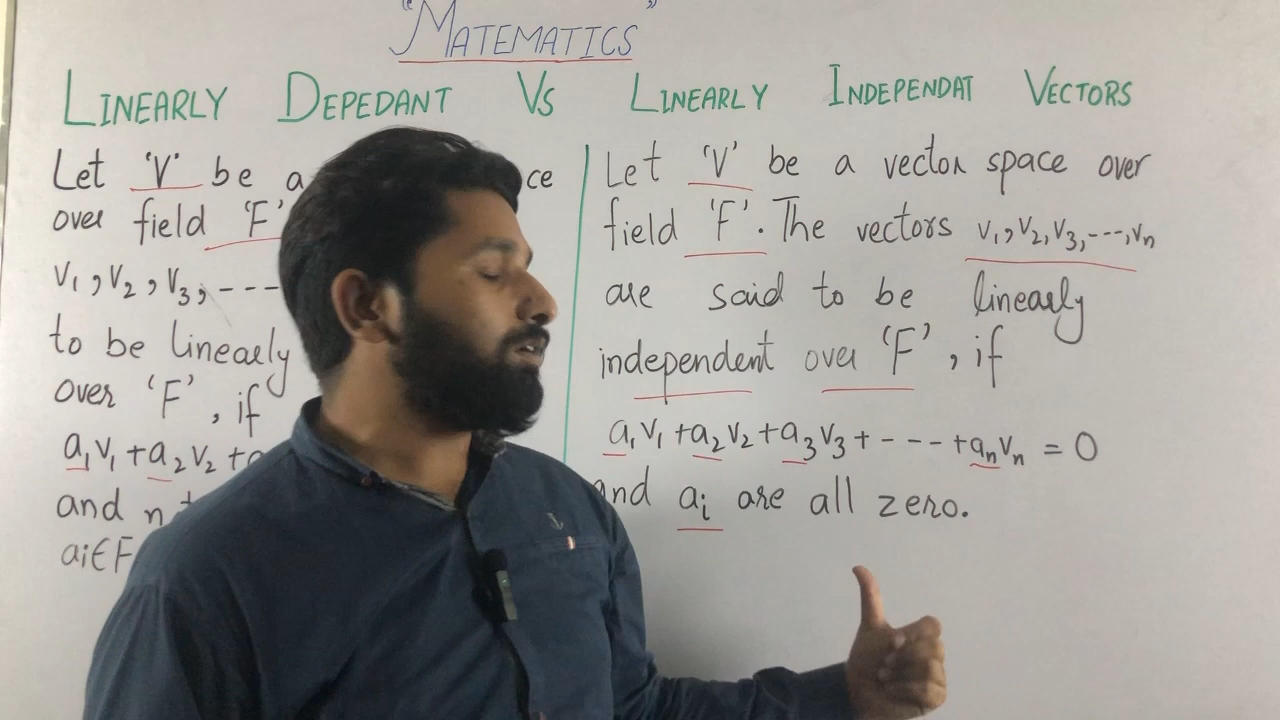 "MATEMATICS"
LINEARLY DEPEDANT VS LINEARLY INDEPENDAT VECTORS
Let 'V' be a ce
over field 'F'
v₁, v₂, v₃, ---
to be linearly
over 'F', if
a₁v₁ + a₂v₂ +
and n
aᵢ∈F
Let 'V' be a vector space over
field 'F'. The vectors v₁, v₂, v₃, ---, vₙ
are said to be linearly
independent over 'F', if
a₁v₁ + a₂v₂ + a₃v₃ + ---- + aₙvₙ = 0
and aᵢ are all zero.